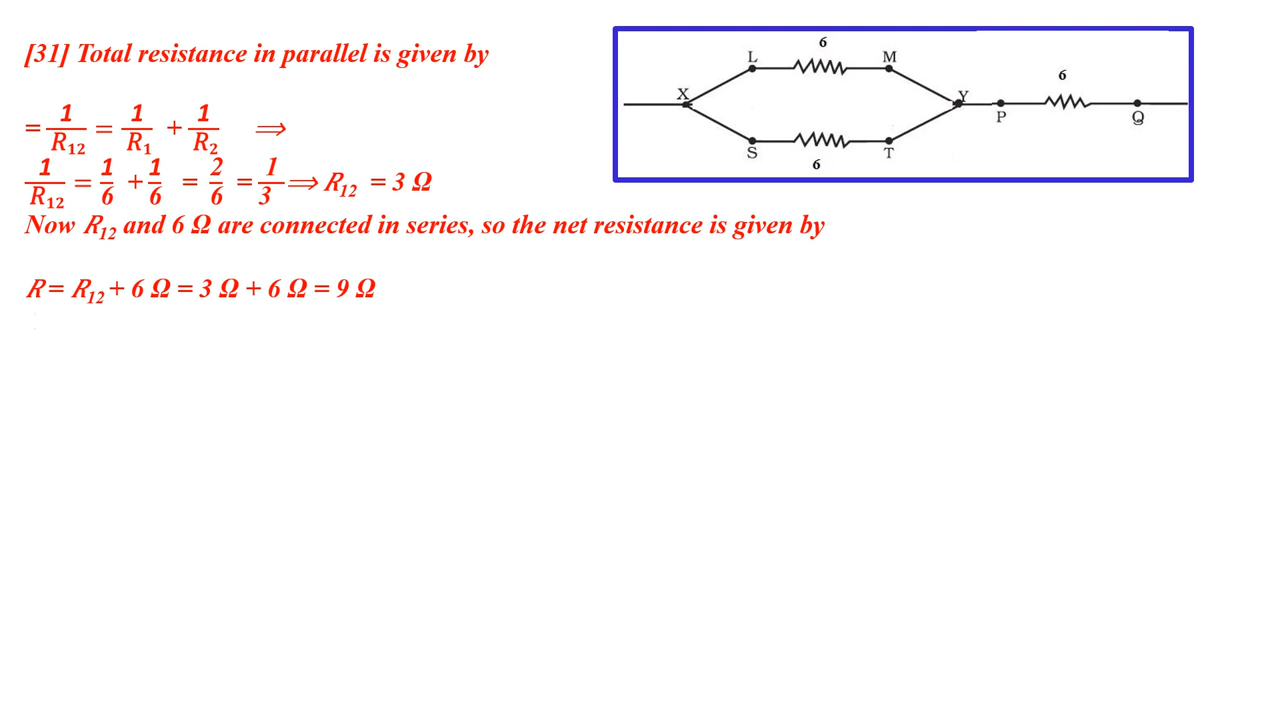 [31] Total resistance in parallel is given by
= 1/R₁₂ = 1/R₁ + 1/R₂ ⟹
1/R₁₂ = 1/6 + 1/6 = 2/6 = 1/3 ⟹ R₁₂ = 3 Ω
Now R₁₂ and 6 Ω are connected in series, so the net resistance is given by
R = R₁₂ + 6 Ω = 3 Ω + 6 Ω = 9 Ω
6
L M
6
X Y
P Q
S T
6